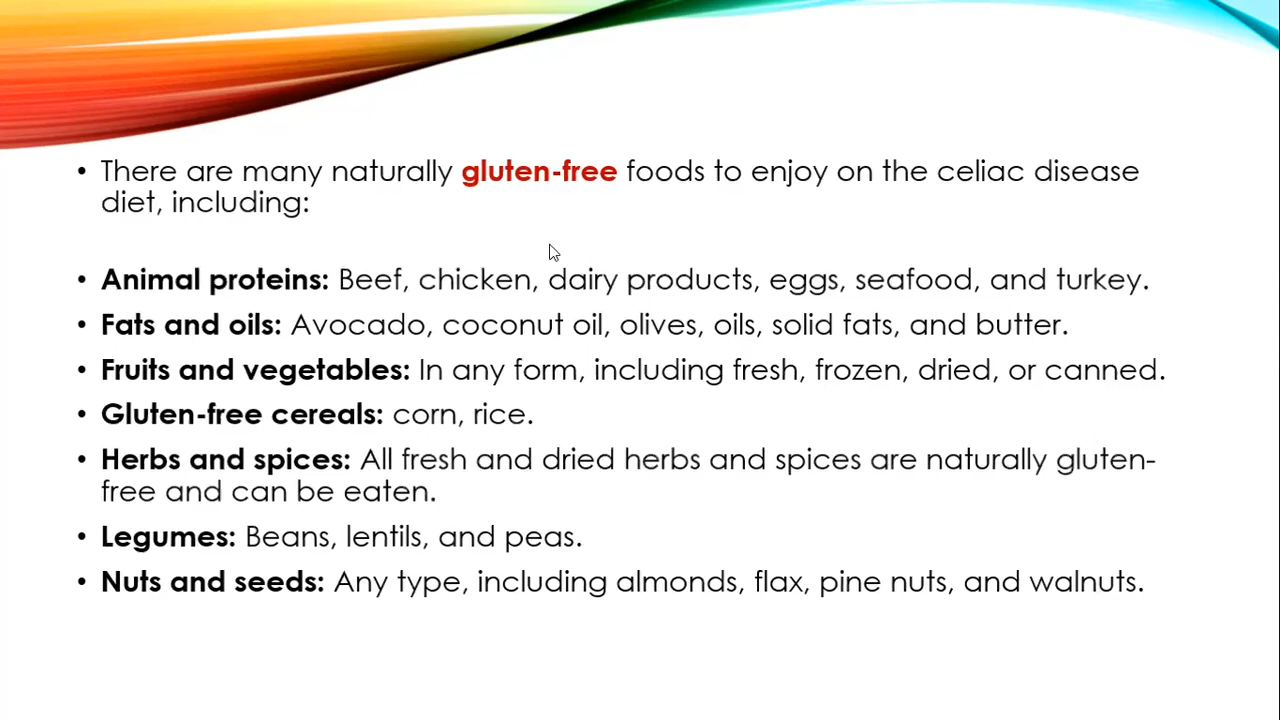 • There are many naturally gluten-free foods to enjoy on the celiac disease
diet, including:
• Animal proteins: Beef, chicken, dairy products, eggs, seafood, and turkey.
• Fats and oils: Avocado, coconut oil, olives, oils, solid fats, and butter.
• Fruits and vegetables: In any form, including fresh, frozen, dried, or canned.
• Gluten-free cereals: corn, rice.
• Herbs and spices: All fresh and dried herbs and spices are naturally gluten-
free and can be eaten.
• Legumes: Beans, lentils, and peas.
• Nuts and seeds: Any type, including almonds, flax, pine nuts, and walnuts.